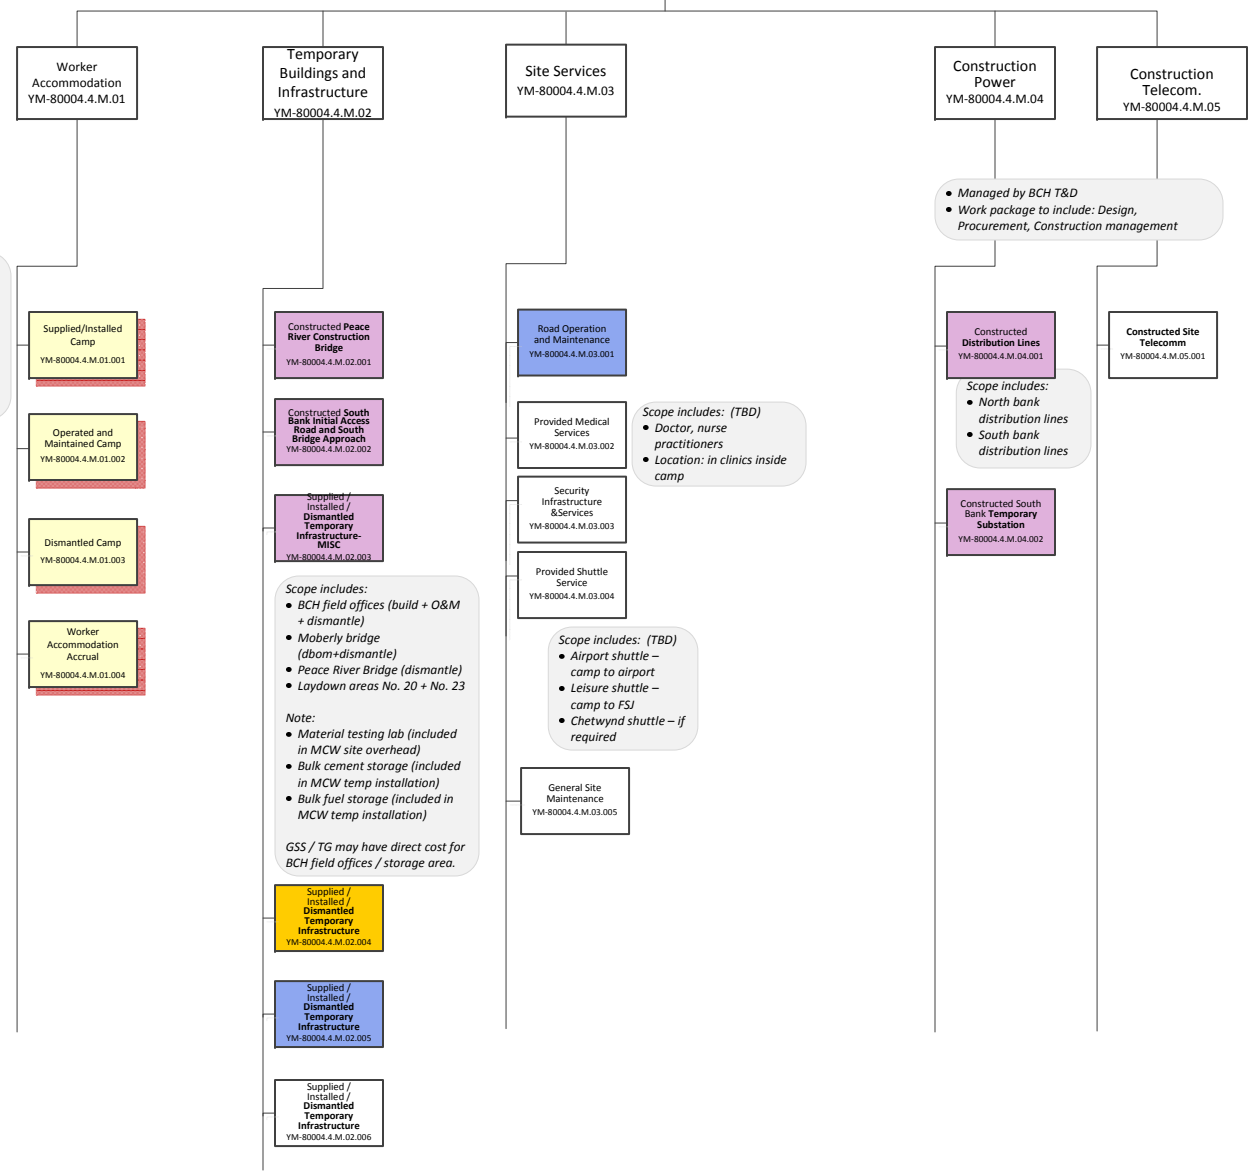 Worker
Accommodation
YM-80004.4.M.01
Temporary
Buildings and
Infrastructure
YM-80004.4.M.02
Site Services
YM-80004.4.M.03
Construction
Power
YM-80004.4.M.04
Construction
Telecom.
YM-80004.4.M.05
• Managed by BCH T&D
• Work package to include: Design,
Procurement, Construction management
Supplied/Installed
Camp
YM-80004.4.M.01.001
Operated and
Maintained Camp
YM-80004.4.M.01.002
Dismantled Camp
YM-80004.4.M.01.003
Worker
Accommodation
Accrual
YM-80004.4.M.01.004
Constructed Peace
River Construction
Bridge
YM-80004.4.M.02.001
Constructed South
Bank Initial Access
Road and South
Bridge Approach
YM-80004.4.M.02.002
Supplied /
Installed /
Dismantled
Temporary
Infrastructure-
MISC
YM-80004.4.M.02.003
Scope includes:
• BCH field offices (build + O&M
+ dismantle)
• Moberly bridge
(dbom+dismantle)
• Peace River Bridge (dismantle)
• Laydown areas No. 20 + No. 23
Note:
• Material testing lab (included
in MCW site overhead)
• Bulk cement storage (included
in MCW temp installation)
• Bulk fuel storage (included in
MCW temp installation)
GSS / TG may have direct cost for
BCH field offices / storage area.
Supplied /
Installed /
Dismantled
Temporary
Infrastructure
YM-80004.4.M.02.004
Supplied /
Installed /
Dismantled
Temporary
Infrastructure
YM-80004.4.M.02.005
Supplied /
Installed /
Dismantled
Temporary
Infrastructure
YM-80004.4.M.02.006
Road Operation
and Maintenance
YM-80004.4.M.03.001
Provided Medical
Services
YM-80004.4.M.03.002
Scope includes: (TBD)
• Doctor, nurse
practitioners
• Location: in clinics inside
camp
Security
Infrastructure
&Services
YM-80004.4.M.03.003
Provided Shuttle
Service
YM-80004.4.M.03.004
Scope includes: (TBD)
• Airport shuttle –
camp to airport
• Leisure shuttle –
camp to FSJ
• Chetwynd shuttle – if
required
General Site
Maintenance
YM-80004.4.M.03.005
Constructed
Distribution Lines
YM-80004.4.M.04.001
Scope includes:
• North bank
distribution lines
• South bank
distribution lines
Constructed South
Bank Temporary
Substation
YM-80004.4.M.04.002
Constructed Site
Telecomm
YM-80004.4.M.05.001